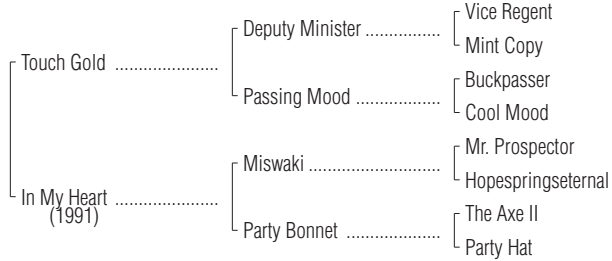 Vice Regent
Deputy Minister ..................
Mint Copy
Touch Gold .........................
Buckpasser
Passing Mood ....................
Cool Mood
Mr. Prospector
Miswaki ................................
Hopespringseternal
In My Heart .........................
(1991)
The Axe II
Party Bonnet ......................
Party Hat